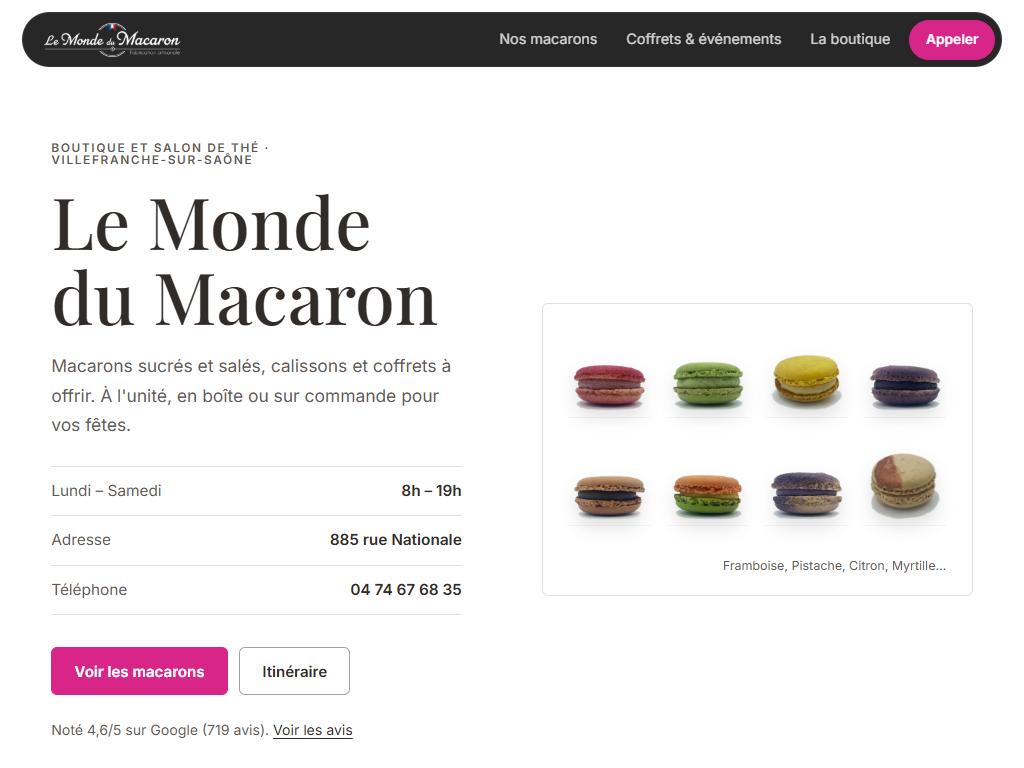 Le Monde du Macaron
Fabrication artisanale
Nos macarons
Coffrets & événements
La boutique
Appeler
BOUTIQUE ET SALON DE THÉ ·
VILLEFRANCHE-SUR-SAÔNE
Le Monde
du Macaron
Macarons sucrés et salés, calissons et coffrets à
offrir. À l'unité, en boîte ou sur commande pour
vos fêtes.
Lundi – Samedi 8h – 19h
Adresse 885 rue Nationale
Téléphone 04 74 67 68 35
Voir les macarons
Itinéraire
Noté 4,6/5 sur Google (719 avis). Voir les avis
Framboise, Pistache, Citron, Myrtille...